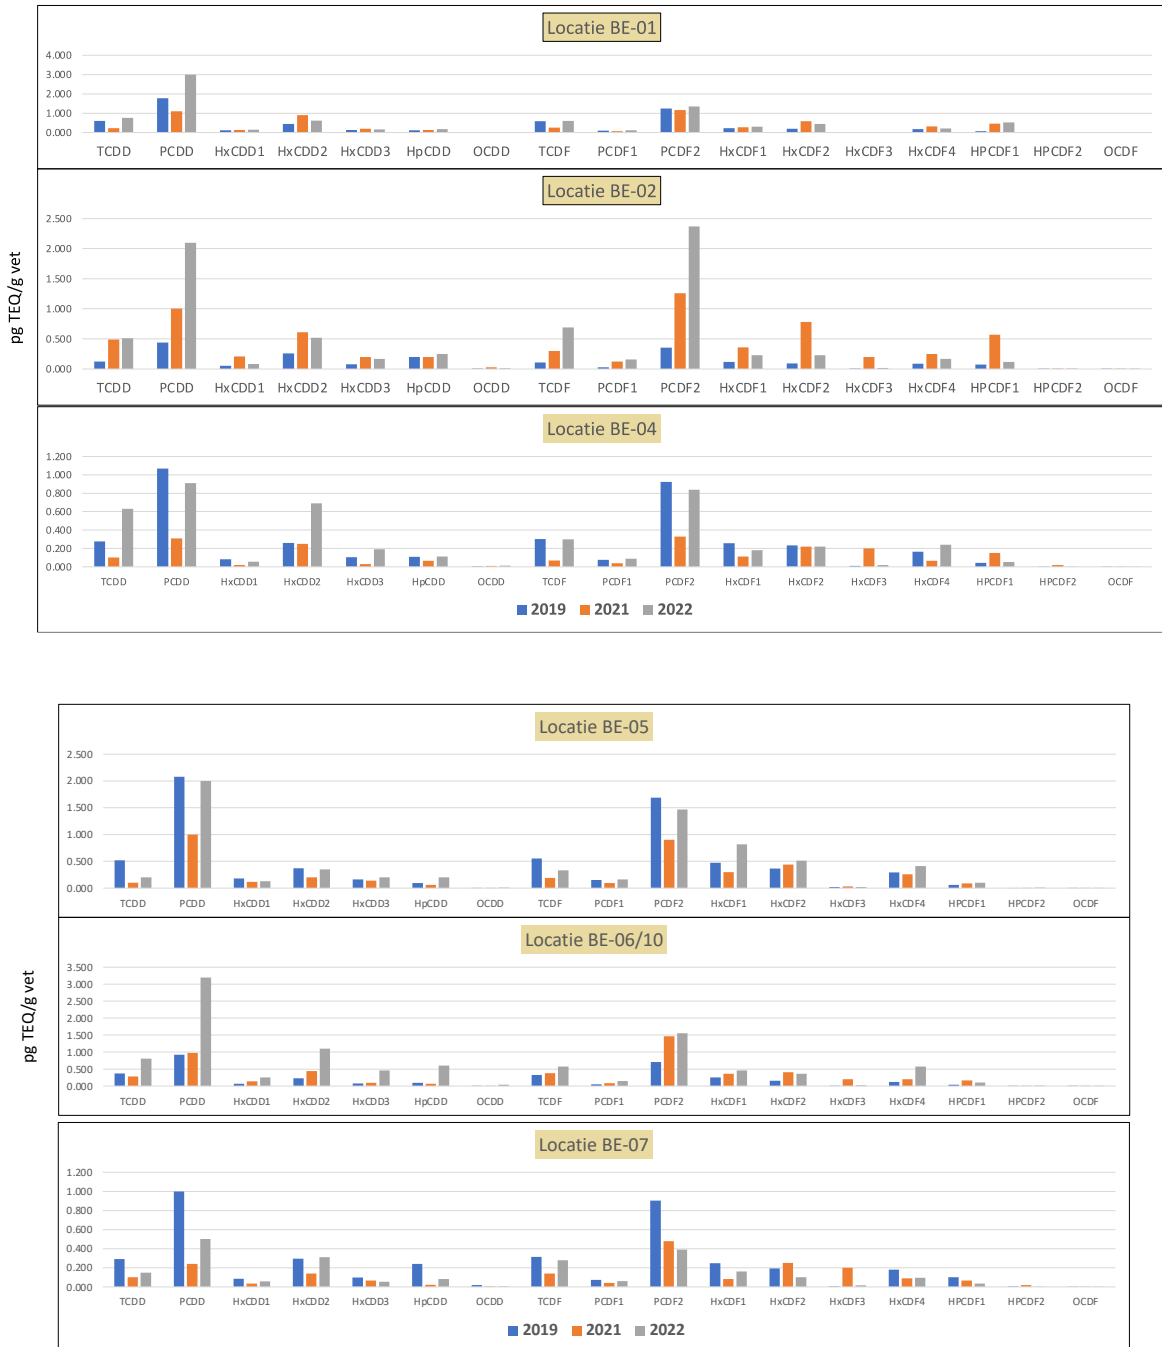 Locatie BE-01
4.000
3.000
2.000
1.000
0.000
TCDD PCDD HxCDD1 HxCDD2 HxCDD3 HpCDD OCDD TCDF PCDF1 PCDF2 HxCDF1 HxCDF2 HxCDF3 HxCDF4 HPCDF1 HPCDF2 OCDF
Locatie BE-02
pg TEQ/g vet
2.500
2.000
1.500
1.000
0.500
0.000
TCDD PCDD HxCDD1 HxCDD2 HxCDD3 HpCDD OCDD TCDF PCDF1 PCDF2 HxCDF1 HxCDF2 HxCDF3 HxCDF4 HPCDF1 HPCDF2 OCDF
Locatie BE-04
1.200
1.000
0.800
0.600
0.400
0.200
0.000
TCDD PCDD HxCDD1 HxCDD2 HxCDD3 HpCDD OCDD TCDF PCDF1 PCDF2 HxCDF1 HxCDF2 HxCDF3 HxCDF4 HPCDF1 HPCDF2 OCDF
2019 2021 2022
Locatie BE-05
2.500
2.000
1.500
1.000
0.500
0.000
TCDD PCDD HxCDD1 HxCDD2 HxCDD3 HpCDD OCDD TCDF PCDF1 PCDF2 HxCDF1 HxCDF2 HxCDF3 HxCDF4 HPCDF1 HPCDF2 OCDF
Locatie BE-06/10
pg TEQ/g vet
3.500
3.000
2.500
2.000
1.500
1.000
0.500
0.000
TCDD PCDD HxCDD1 HxCDD2 HxCDD3 HpCDD OCDD TCDF PCDF1 PCDF2 HxCDF1 HxCDF2 HxCDF3 HxCDF4 HPCDF1 HPCDF2 OCDF
Locatie BE-07
1.200
1.000
0.800
0.600
0.400
0.200
0.000
TCDD PCDD HxCDD1 HxCDD2 HxCDD3 HpCDD OCDD TCDF PCDF1 PCDF2 HxCDF1 HxCDF2 HxCDF3 HxCDF4 HPCDF1 HPCDF2 OCDF
2019 2021 2022